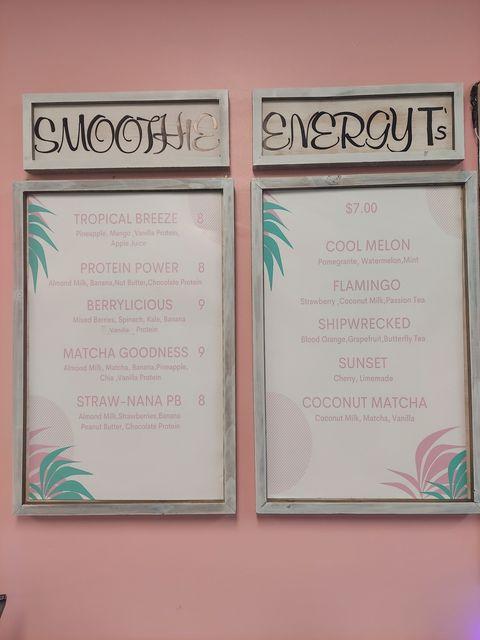 SMOOTHIE
TROPICAL BREEZE 8
Pineapple, Mango ,Vanilla Protein,
Apple Juice
PROTEIN POWER 8
Almond Milk, Banana,Nut Butter,Chocolate Protein
BERRYLICIOUS 9
Mixed Berries, Spinach, Kale, Banana
,Vanilla Protein
MATCHA GOODNESS 9
Almond Milk, Matcha, Banana,Pineapple,
Chia ,Vanilla Protein
STRAW-NANA PB 8
Almond Milk,Strawberries,Banana
Peanut Butter, Chocolate Protein
ENERGY T's
$7.00
COOL MELON
Pomegrante, Watermelon,Mint
FLAMINGO
Strawberry ,Coconut Milk,Passion Tea
SHIPWRECKED
Blood Orange,Grapefruit,Butterfly Tea
SUNSET
Cherry, Limemade
COCONUT MATCHA
Coconut Milk, Matcha, Vanilla